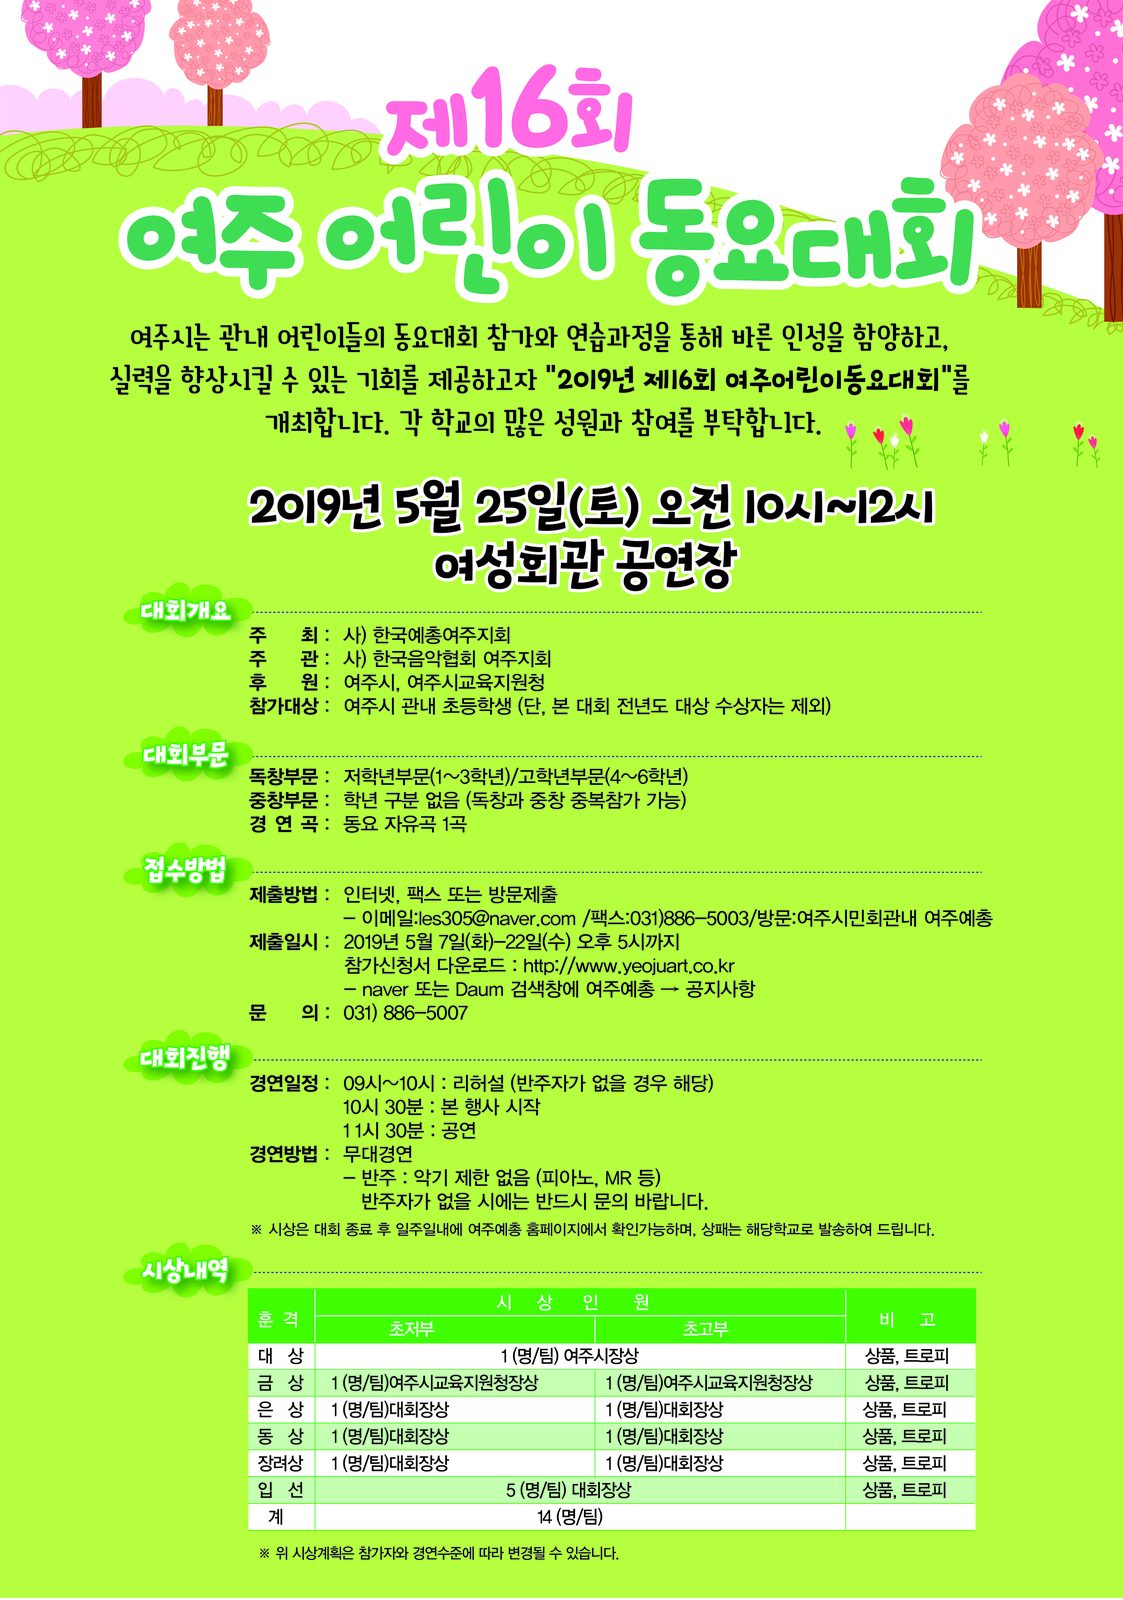 제16회
여주 어린이 동요대회
여주시는 관내 어린이들의 동요대회 참가와 연습과정을 통해 바른 인성을 함양하고,
실력을 향상시킬 수 있는 기회를 제공하고자 "2019년 제16회 여주어린이동요대회"를
개최합니다. 각 학교의 많은 성원과 참여를 부탁합니다.
2019년 5월 25일(토) 오전 10시~12시
여성회관 공연장
대회개요
주 최 : 사) 한국예총여주지회
주 관 : 사) 한국음악협회 여주지회
후 원 : 여주시, 여주시교육지원청
참가대상 : 여주시 관내 초등학생 (단, 본 대회 전년도 대상 수상자는 제외)
대회부문
독창부문 : 저학년부문(1~3학년)/고학년부문(4~6학년)
중창부문 : 학년 구분 없음 (독창과 중창 중복참가 가능)
경 연 곡 : 동요 자유곡 1곡
접수방법
제출방법 : 인터넷, 팩스 또는 방문제출
- 이메일:les305@naver.com /팩스:031)886-5003/방문:여주시민회관내 여주예총
제출일시 : 2019년 5월 7일(화)-22일(수) 오후 5시까지
참가신청서 다운로드 : http://www.yeojuart.co.kr
- naver 또는 Daum 검색창에 여주예총 → 공지사항
문 의 : 031) 886-5007
대회진행
경연일정 : 09시~10시 : 리허설 (반주자가 없을 경우 해당)
10시 30분 : 본 행사 시작
11시 30분 : 공연
경연방법 : 무대경연
- 반주 : 악기 제한 없음 (피아노, MR 등)
반주자가 없을 시에는 반드시 문의 바랍니다.
※ 시상은 대회 종료 후 일주일내에 여주예총 홈페이지에서 확인가능하며, 상패는 해당학교로 발송하여 드립니다.
시상내역
훈 격 시 상 인 원 비 고
초저부 초고부
대 상 1 (명/팀) 여주시장상 상품, 트로피
금 상 1 (명/팀)여주시교육지원청장상 1 (명/팀)여주시교육지원청장상 상품, 트로피
은 상 1 (명/팀)대회장상 1 (명/팀)대회장상 상품, 트로피
동 상 1 (명/팀)대회장상 1 (명/팀)대회장상 상품, 트로피
장려상 1 (명/팀)대회장상 1 (명/팀)대회장상 상품, 트로피
입 선 5 (명/팀) 대회장상 상품, 트로피
계 14 (명/팀)
※ 위 시상계획은 참가자와 경연수준에 따라 변경될 수 있습니다.